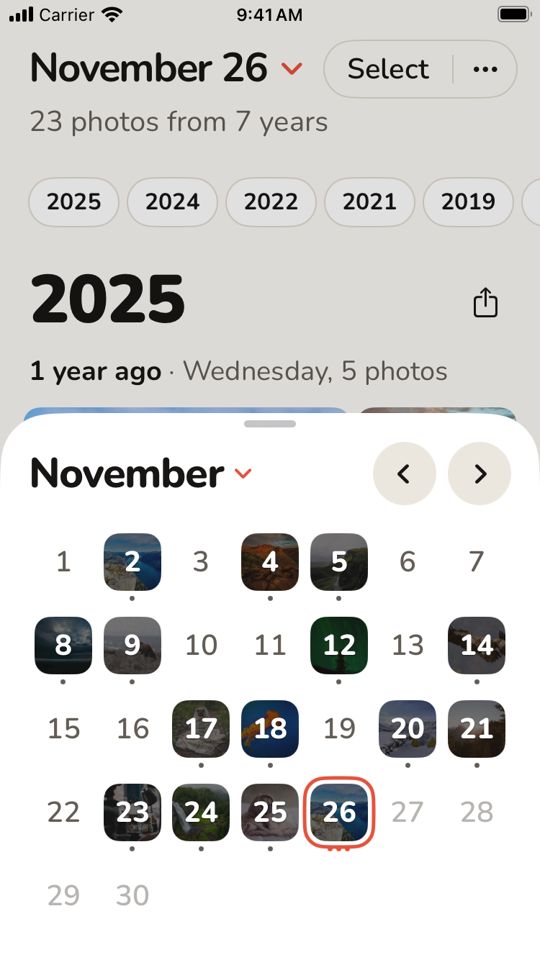 Carrier 9:41 AM
November 26 Select
23 photos from 7 years
2025 2024 2022 2021 2019
2025
1 year ago · Wednesday, 5 photos
November
1 2 3 4 5 6 7
8 9 10 11 12 13 14
15 16 17 18 19 20 21
22 23 24 25 26 27 28
29 30